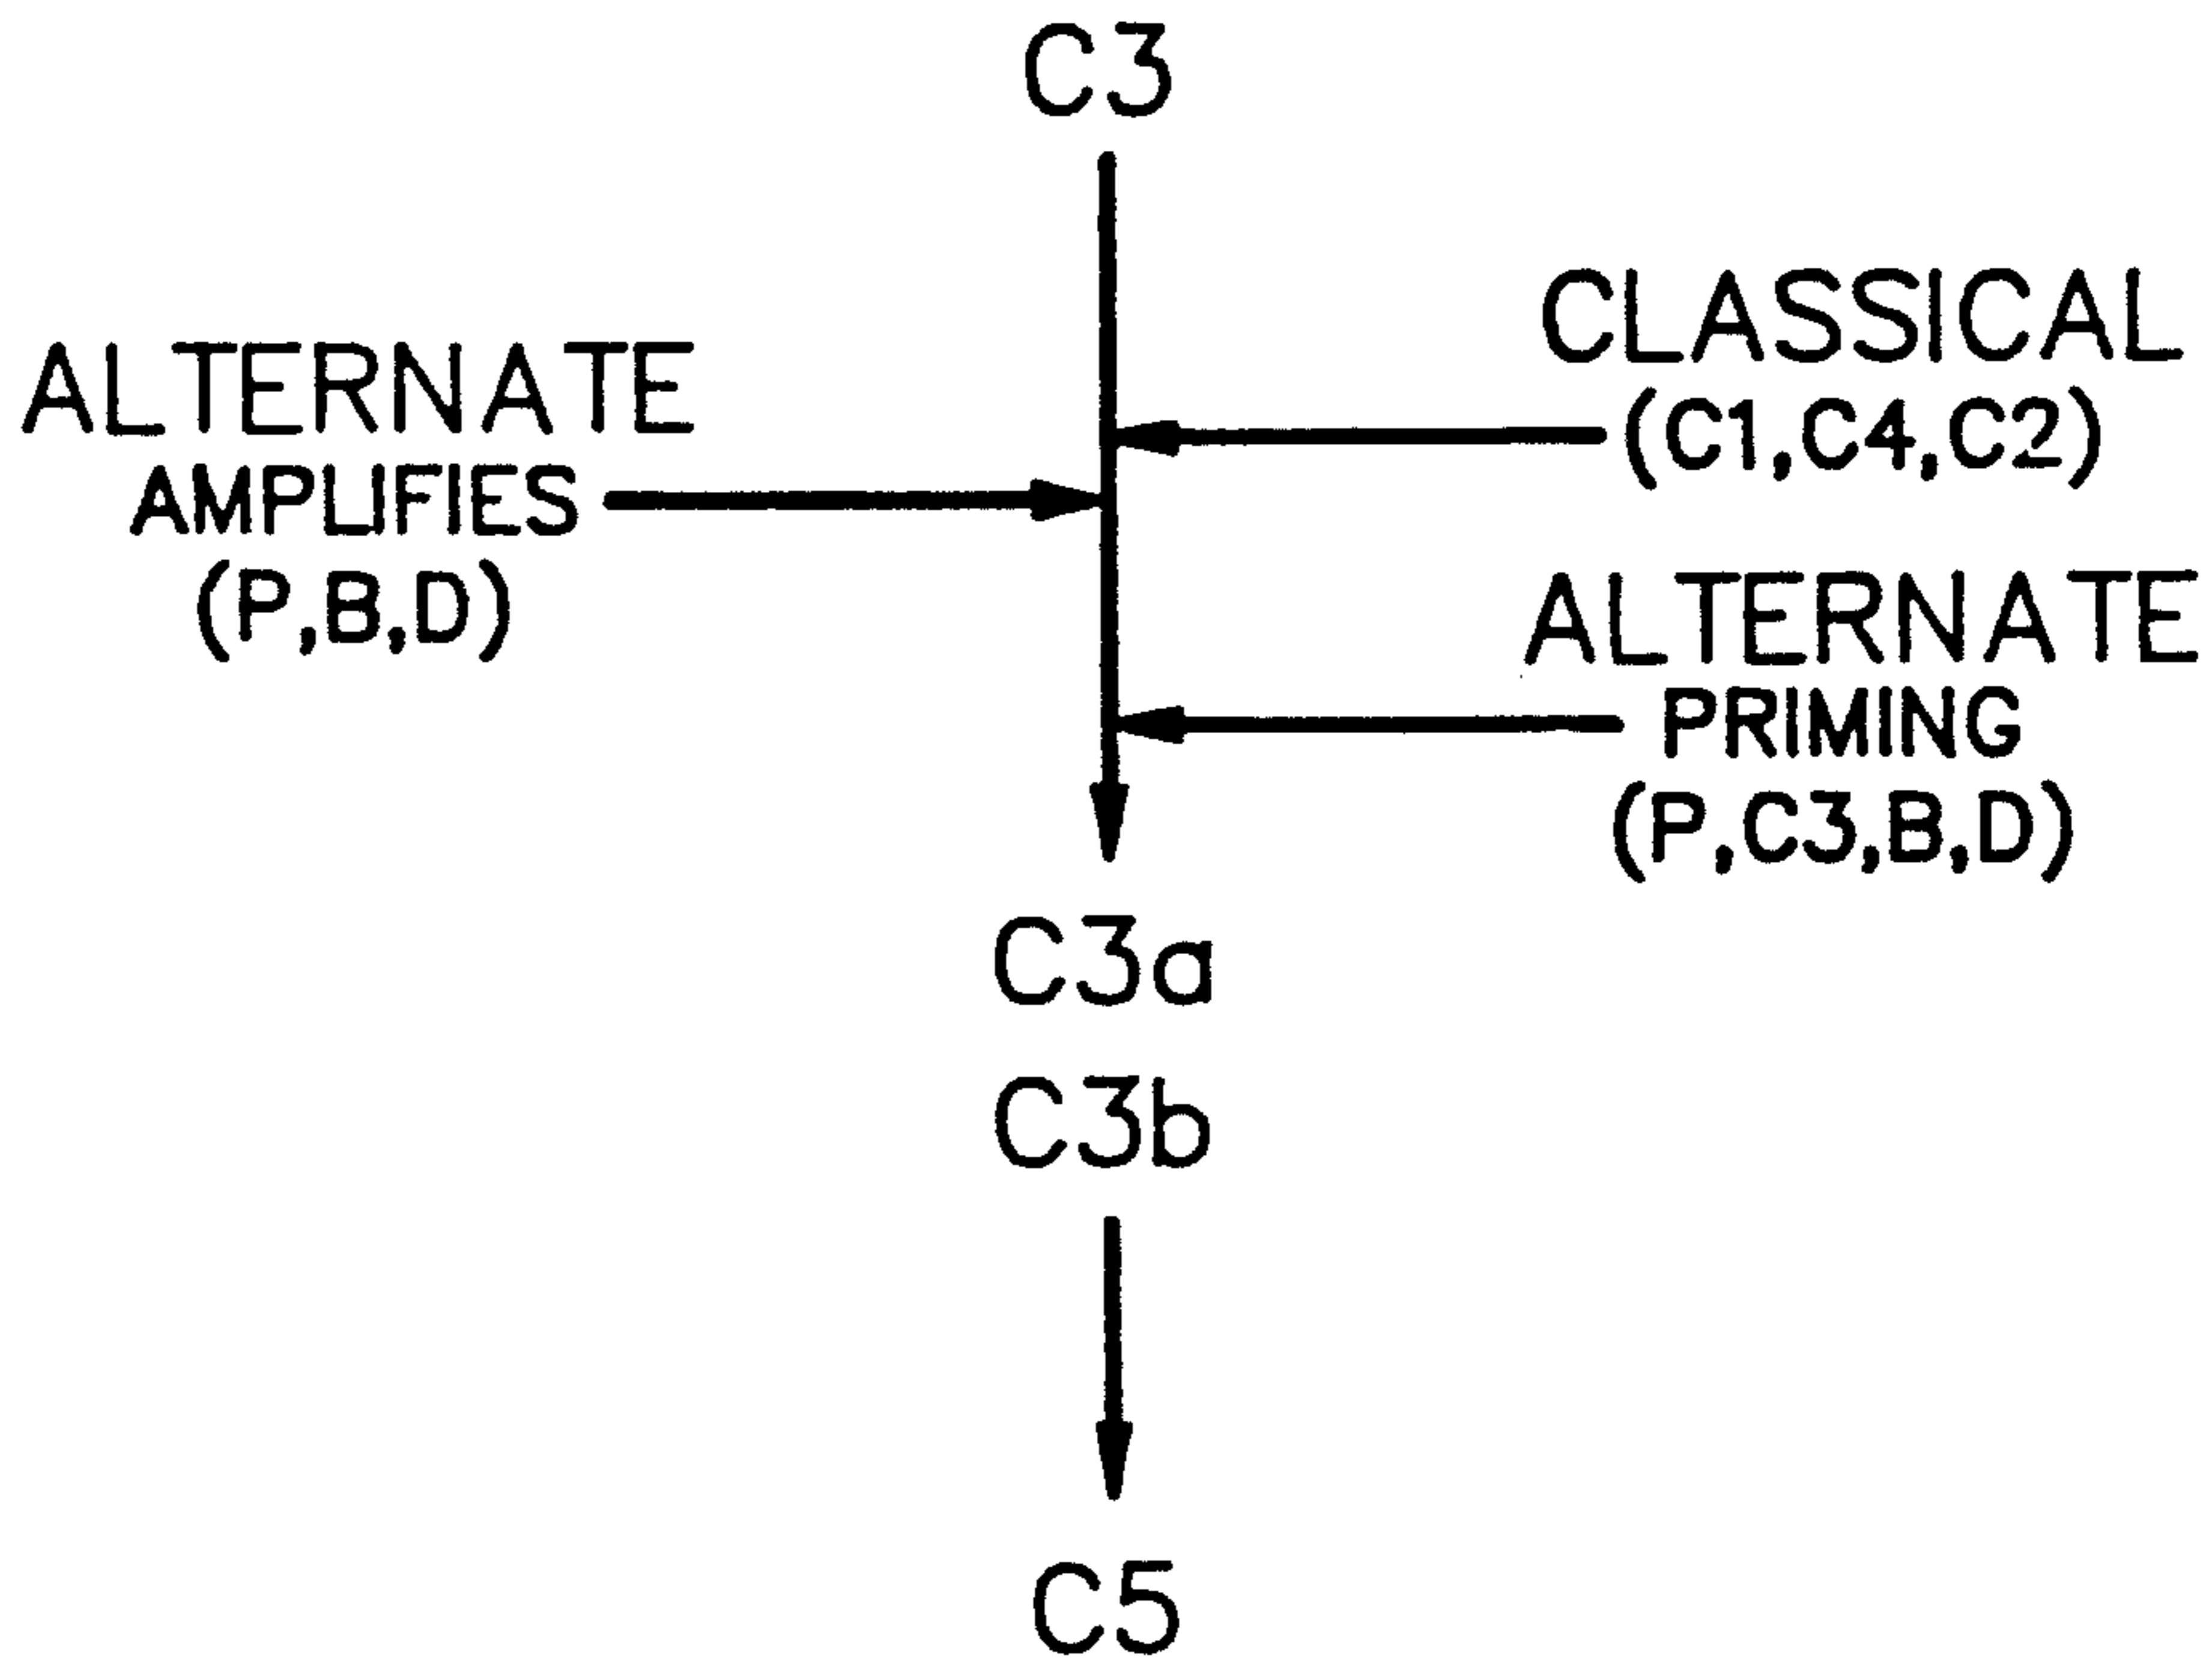 C3
CLASSICAL
(C1,C4,C2)
ALTERNATE
AMPLIFIES
(P,B,D)
ALTERNATE
PRIMING
(P,C3,B,D)
C3a
C3b
C5